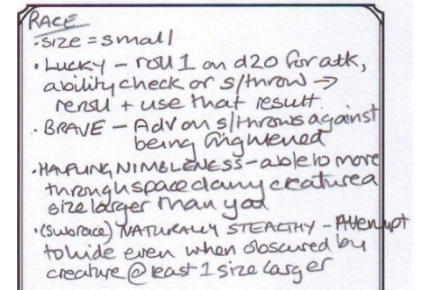 RACE
• SIZE = small
• LUCKY – roll 1 on d20 for atk,
ability check or s/throw →
reroll + use that result
• BRAVE – Adv on s/throws against
being frightened
• HALFLING NIMBLENESS – able to move
through space of any creature a
size larger than you
• (subrace) NATURALLY STEALTHY – Attempt
to hide even when obscured by
creature @ least 1 size larger